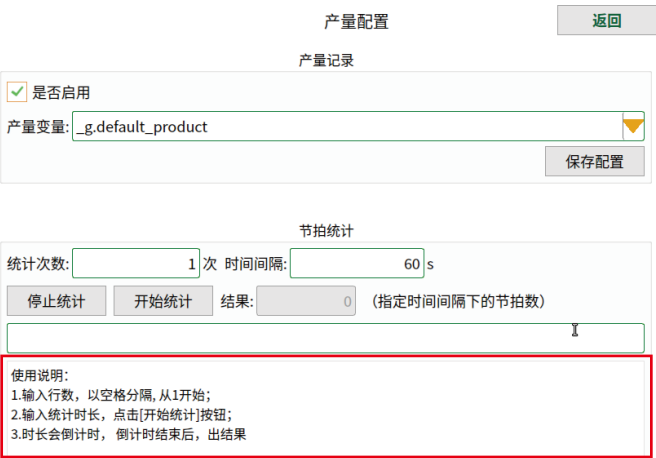 产量配置
返回
产量记录
是否启用
产量变量: _g.default_product
保存配置
节拍统计
统计次数: 1 次 时间间隔: 60 s
停止统计 开始统计 结果: 0 （指定时间间隔下的节拍数）
使用说明：
1.输入行数，以空格分隔, 从1开始；
2.输入统计时长，点击[开始统计]按钮；
3.时长会倒计时， 倒计时结束后，出结果